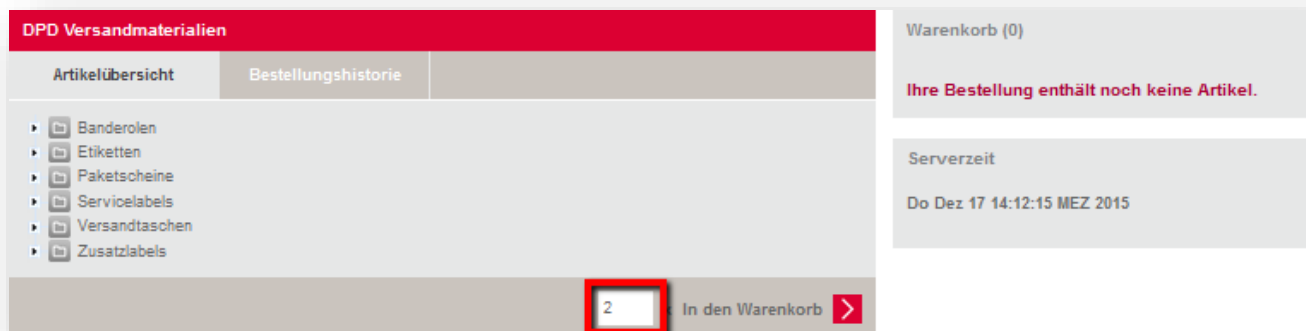 DPD Versandmaterialien
Artikelübersicht
Bestellungshistorie
Banderolen
Etiketten
Paketscheine
Servicelabels
Versandtaschen
Zusatzlabels
2
In den Warenkorb
Warenkorb (0)
Ihre Bestellung enthält noch keine Artikel.
Serverzeit
Do Dez 17 14:12:15 MEZ 2015